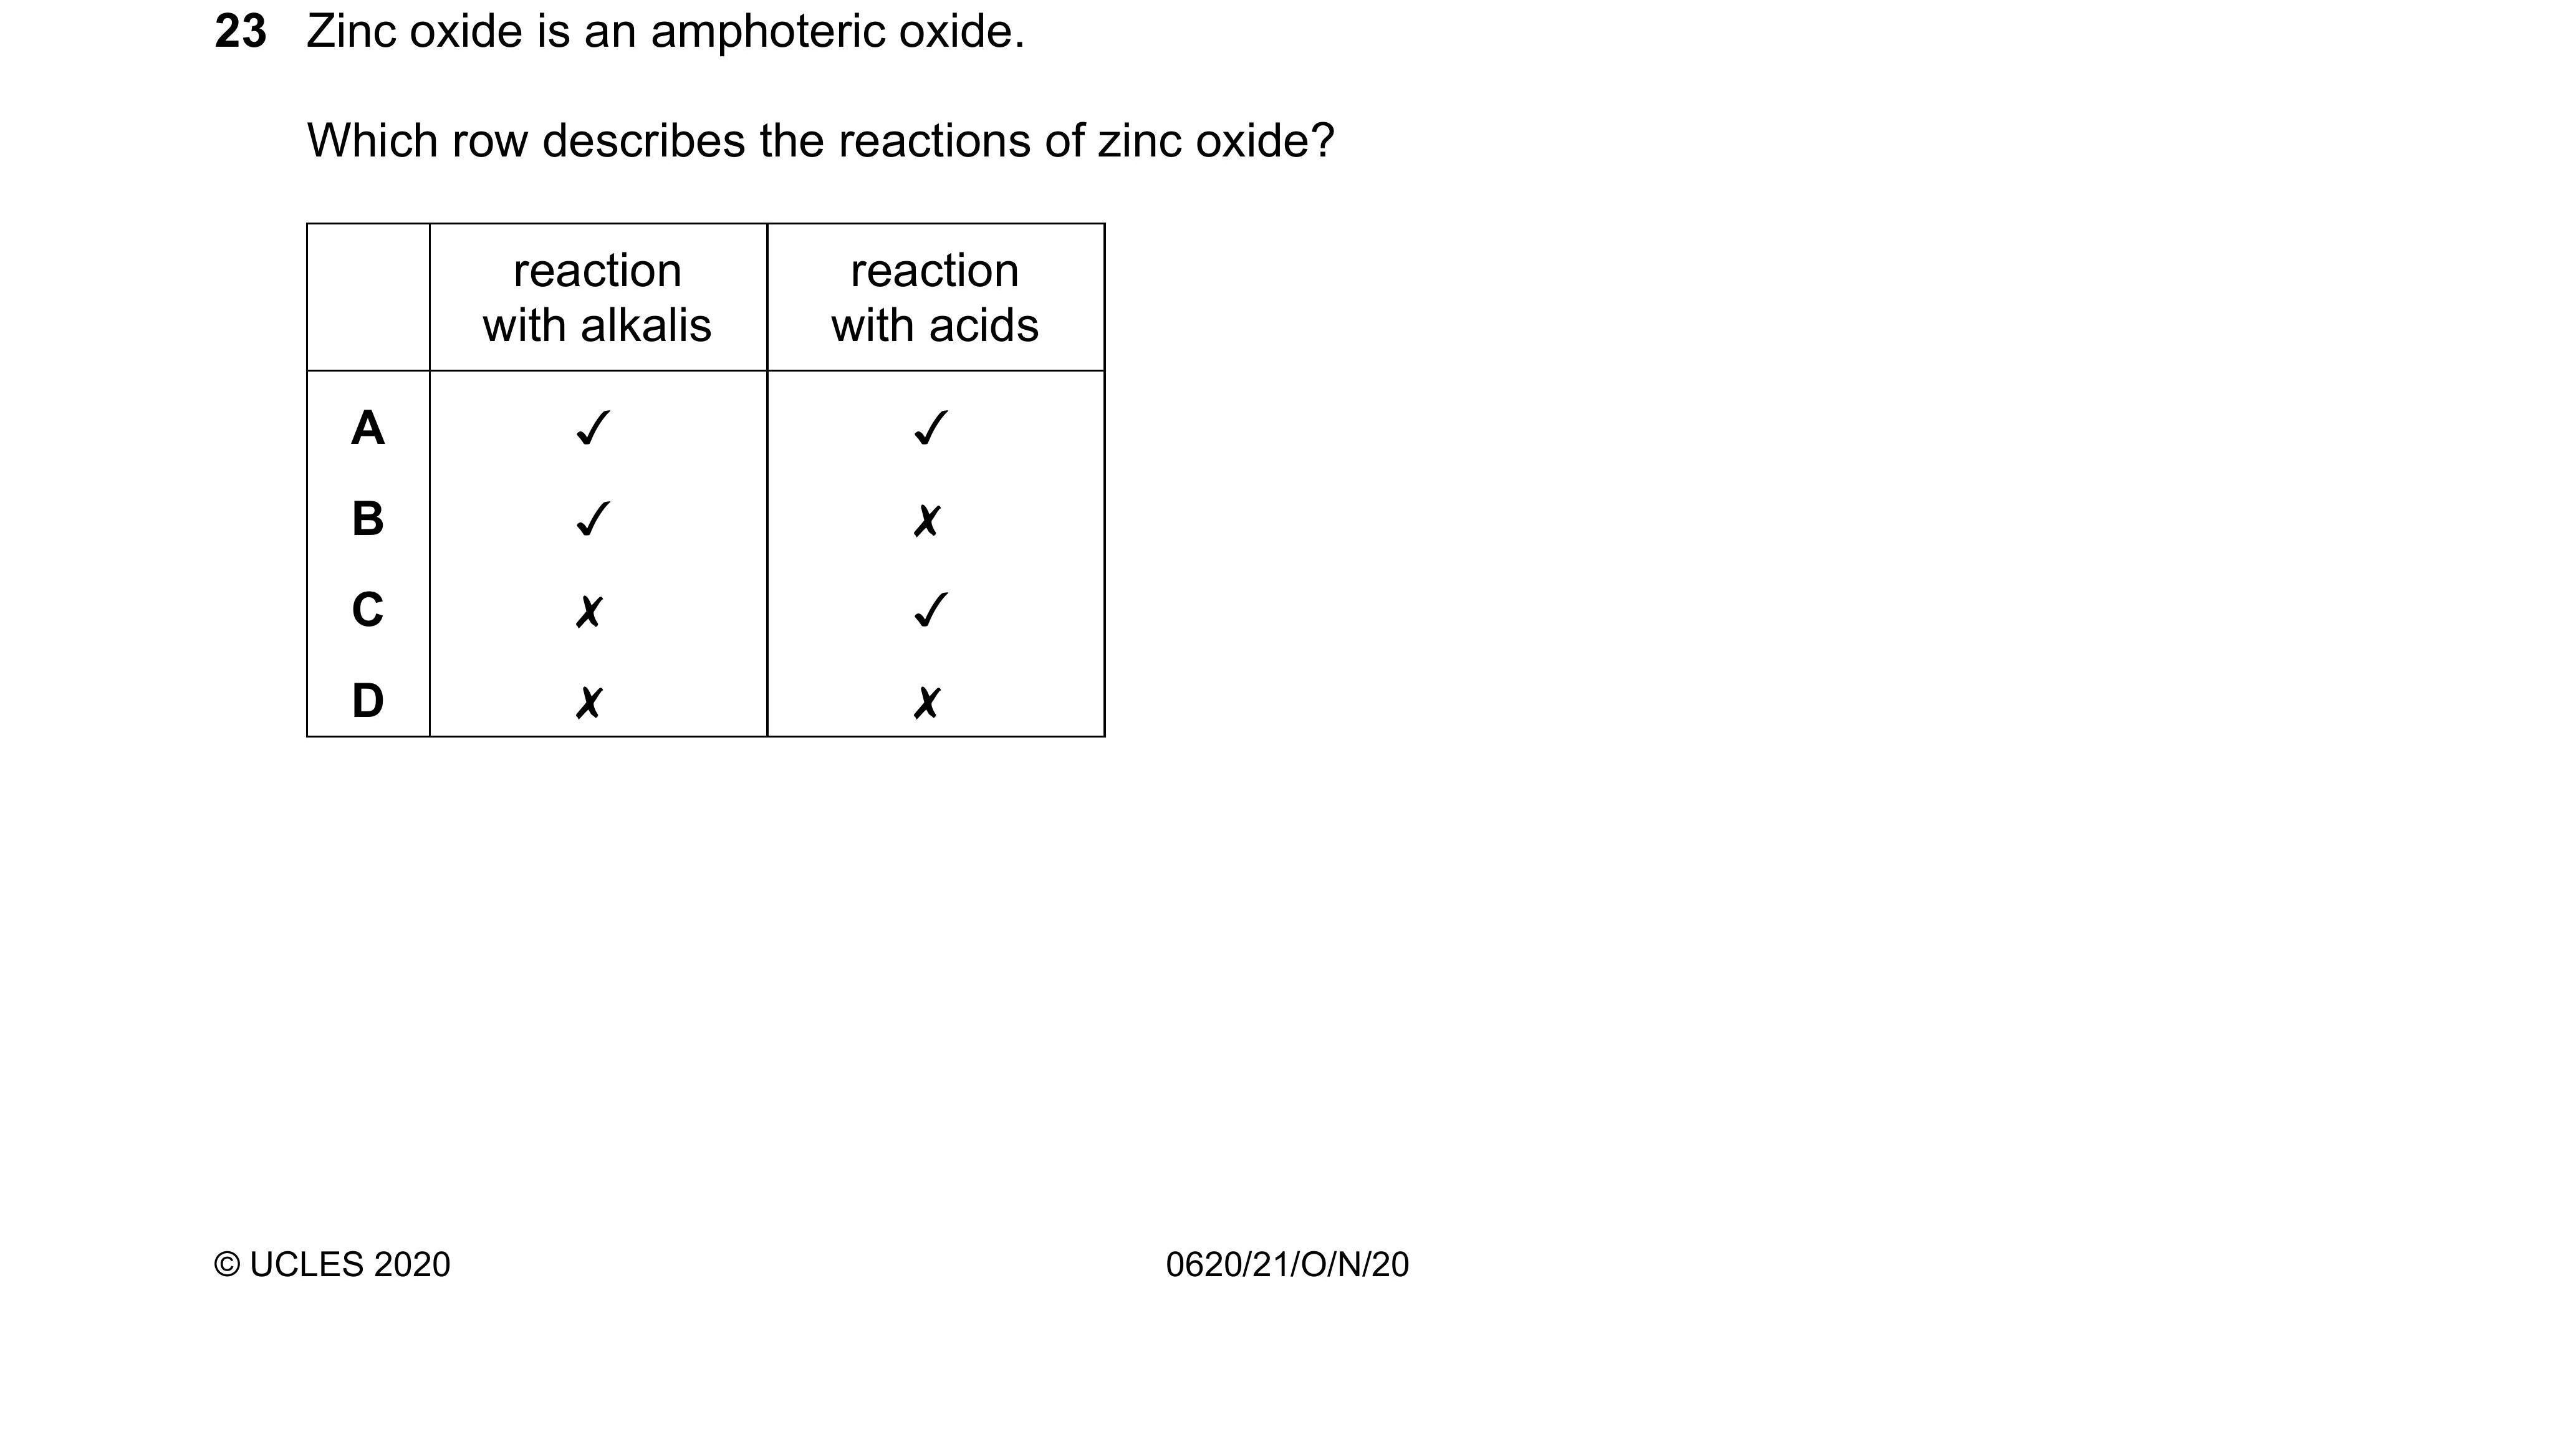 23 Zinc oxide is an amphoteric oxide.
Which row describes the reactions of zinc oxide?
reaction with alkalis reaction with acids
A ✓ ✓
B ✓ ✗
C ✗ ✓
D ✗ ✗
© UCLES 2020 0620/21/O/N/20